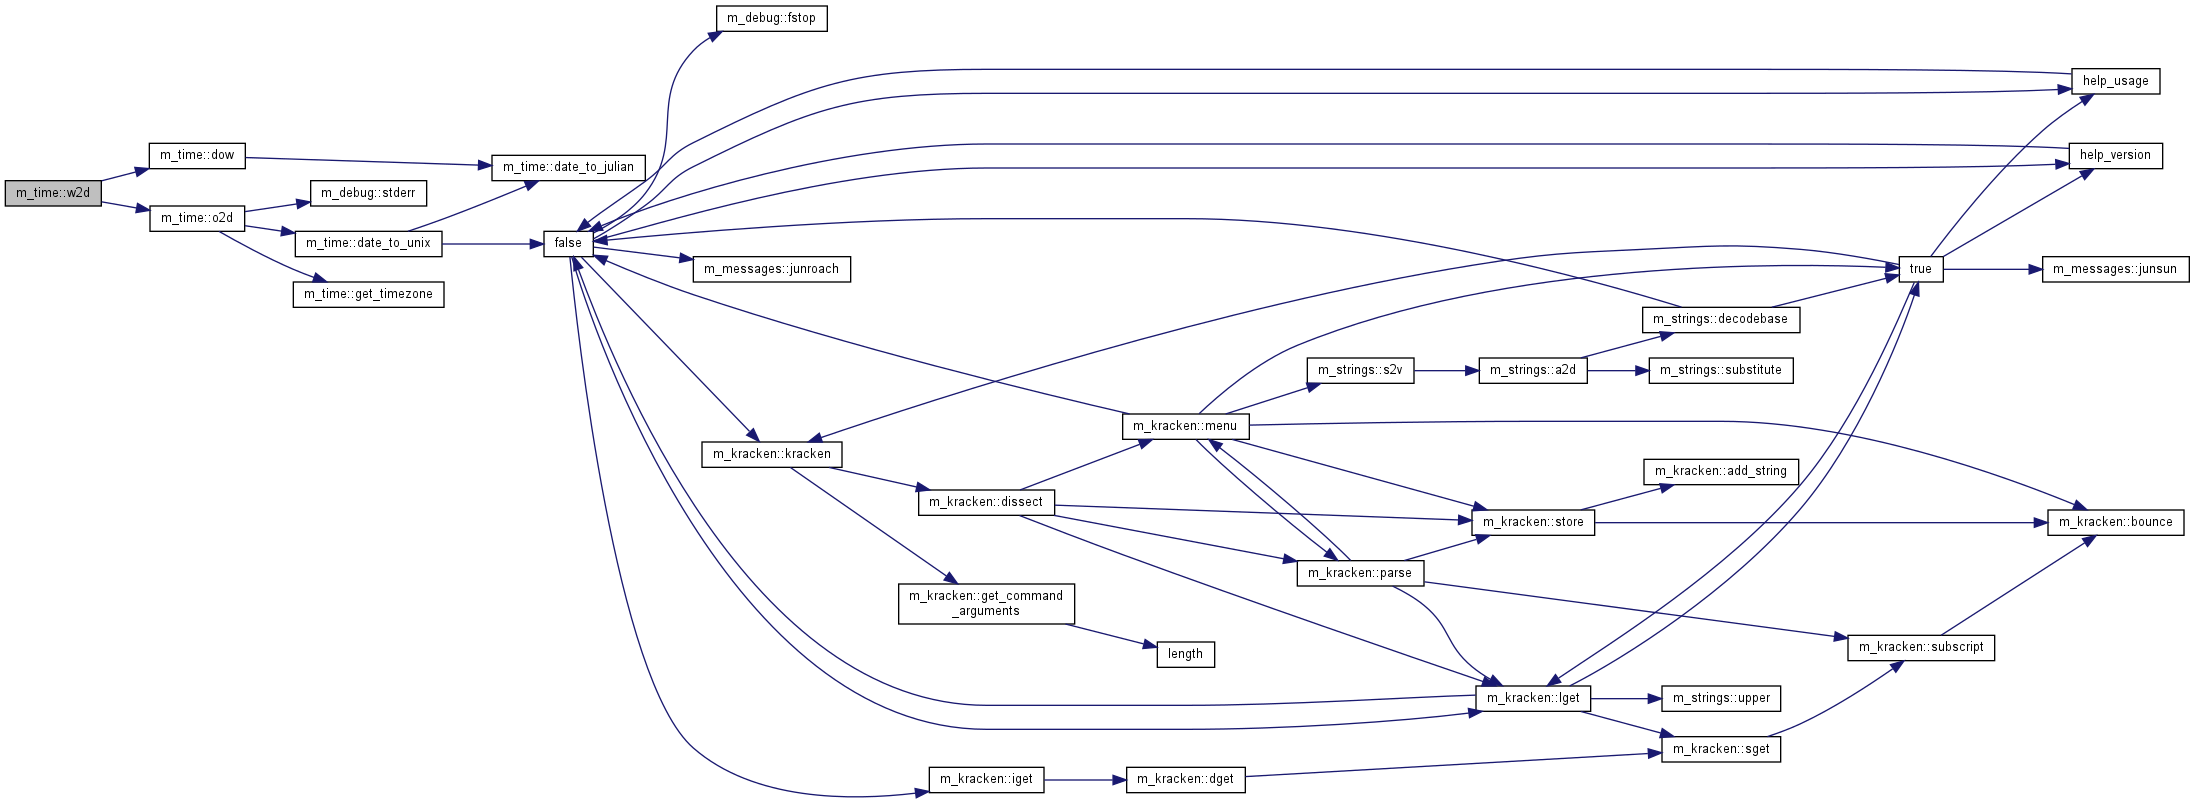 m_debug::fstop
help_usage
m_time::dow
help_version
m_time::date_to_julian
m_time::w2d
m_debug::stderr
m_time::o2d
m_time::date_to_unix
false
m_messages::junroach
true
m_messages::junsun
m_time::get_timezone
m_strings::decodebase
m_strings::s2v
m_strings::a2d
m_strings::substitute
m_kracken::menu
m_kracken::kracken
m_kracken::add_string
m_kracken::dissect
m_kracken::store
m_kracken::bounce
m_kracken::parse
m_kracken::get_command
_arguments
m_kracken::subscript
length
m_kracken::lget
m_strings::upper
m_kracken::sget
m_kracken::iget
m_kracken::dget